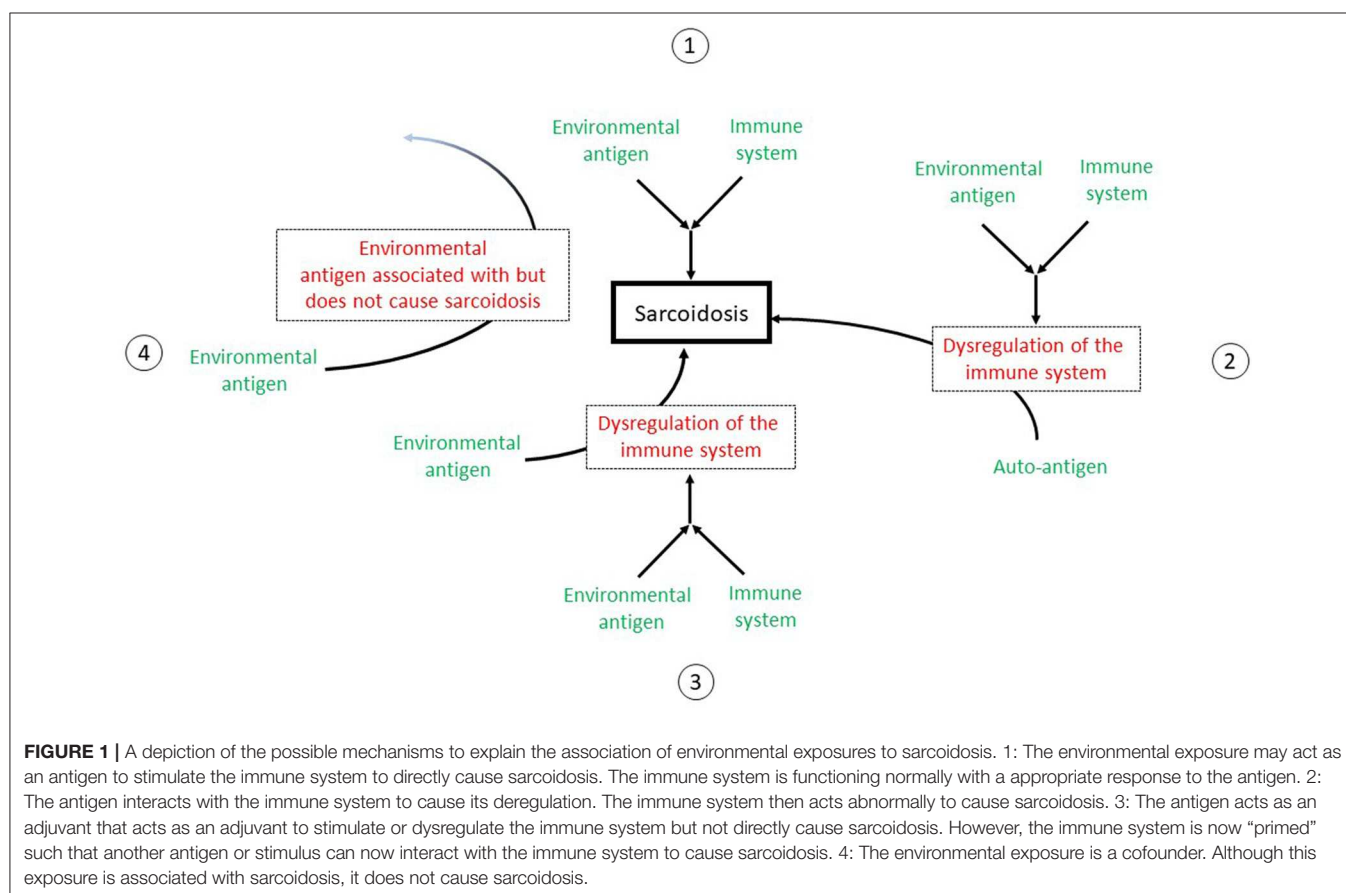 1
Environmental
antigen
Immune
system
Environmental
antigen
Immune
system
Environmental
antigen associated with but
does not cause sarcoidosis
Sarcoidosis
4
Environmental
antigen
Dysregulation of the
immune system
2
Environmental
antigen
Dysregulation of the
immune system
Auto-antigen
Environmental
antigen
Immune
system
3
FIGURE 1 | A depiction of the possible mechanisms to explain the association of environmental exposures to sarcoidosis. 1: The environmental exposure may act as
an antigen to stimulate the immune system to directly cause sarcoidosis. The immune system is functioning normally with a appropriate response to the antigen. 2:
The antigen interacts with the immune system to cause its deregulation. The immune system then acts abnormally to cause sarcoidosis. 3: The antigen acts as an
adjuvant that acts as an adjuvant to stimulate or dysregulate the immune system but not directly cause sarcoidosis. However, the immune system is now “primed”
such that another antigen or stimulus can now interact with the immune system to cause sarcoidosis. 4: The environmental exposure is a cofounder. Although this
exposure is associated with sarcoidosis, it does not cause sarcoidosis.